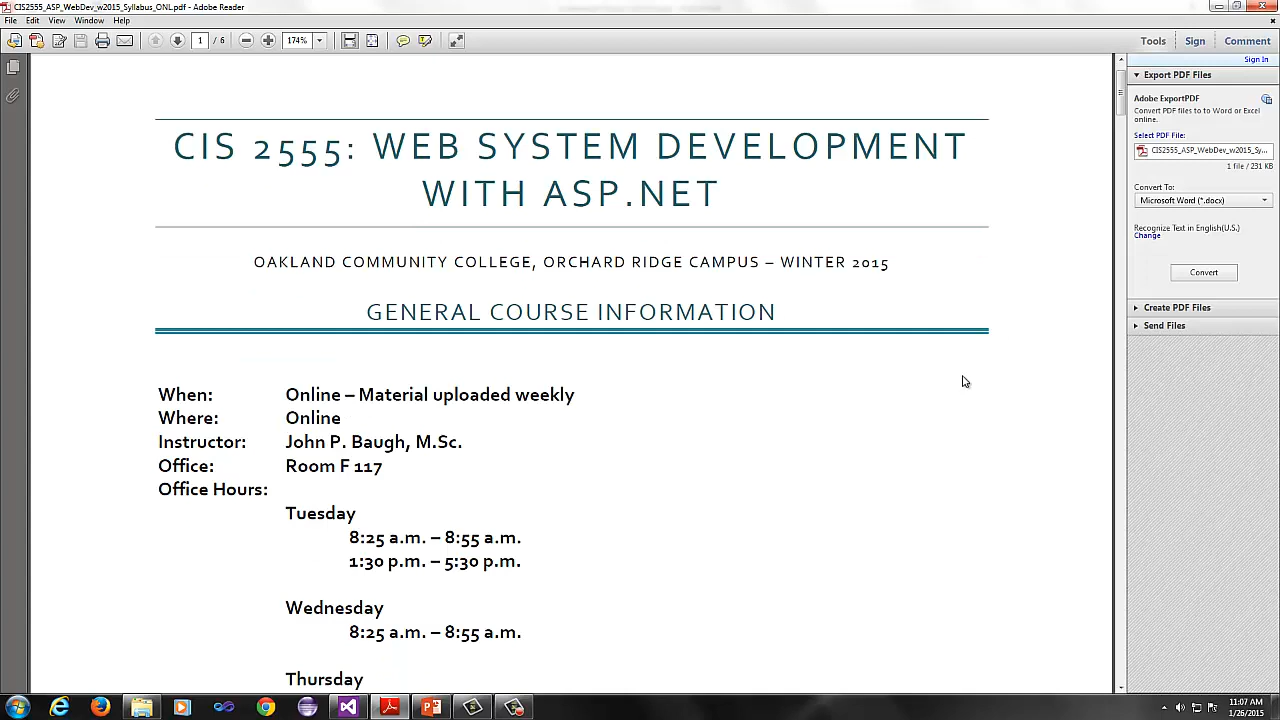 CIS2555_ASP_WebDev_w2015_Syllabus_ONL.pdf - Adobe Reader
File Edit View Window Help
1 / 6 174% Tools Sign Comment
Sign In
Export PDF Files
Adobe ExportPDF
Convert PDF files to to Word or Excel
online.
Select PDF File:
CIS2555_ASP_WebDev_w2015_Sy...
1 file / 231 KB
Convert To:
Microsoft Word (*.docx)
Recognize Text in English(U.S.)
Change
Convert
Create PDF Files
Send Files
CIS 2555: WEB SYSTEM DEVELOPMENT
WITH ASP.NET
OAKLAND COMMUNITY COLLEGE, ORCHARD RIDGE CAMPUS – WINTER 2015
GENERAL COURSE INFORMATION
When: Online – Material uploaded weekly
Where: Online
Instructor: John P. Baugh, M.Sc.
Office: Room F 117
Office Hours:
Tuesday
8:25 a.m. – 8:55 a.m.
1:30 p.m. – 5:30 p.m.
Wednesday
8:25 a.m. – 8:55 a.m.
Thursday
11:07 AM
1/26/2015